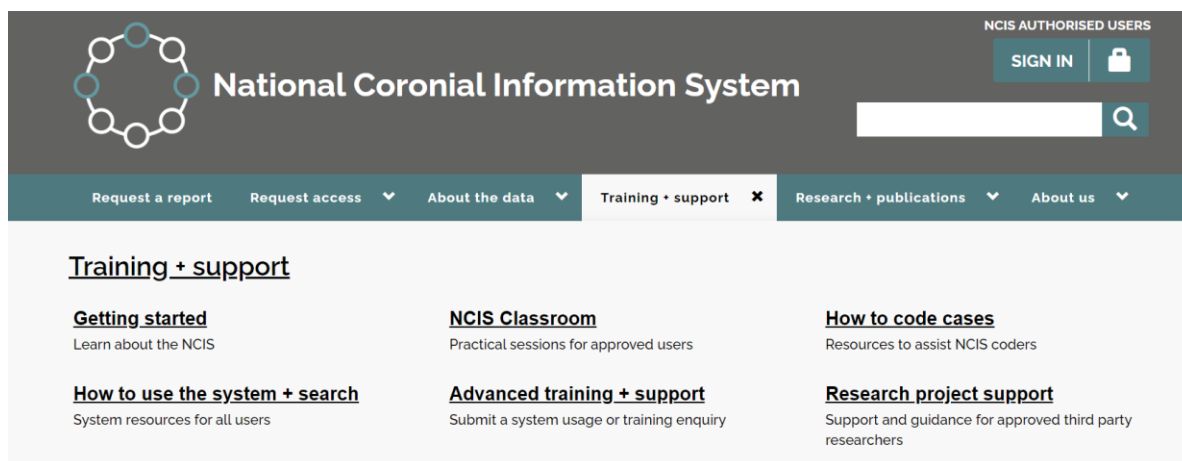 NCIS AUTHORISED USERS
SIGN IN
National Coronial Information System
Request a report Request access About the data Training + support Research + publications About us
Training + support
Getting started
Learn about the NCIS
NCIS Classroom
Practical sessions for approved users
How to code cases
Resources to assist NCIS coders
How to use the system + search
System resources for all users
Advanced training + support
Submit a system usage or training enquiry
Research project support
Support and guidance for approved third party
researchers